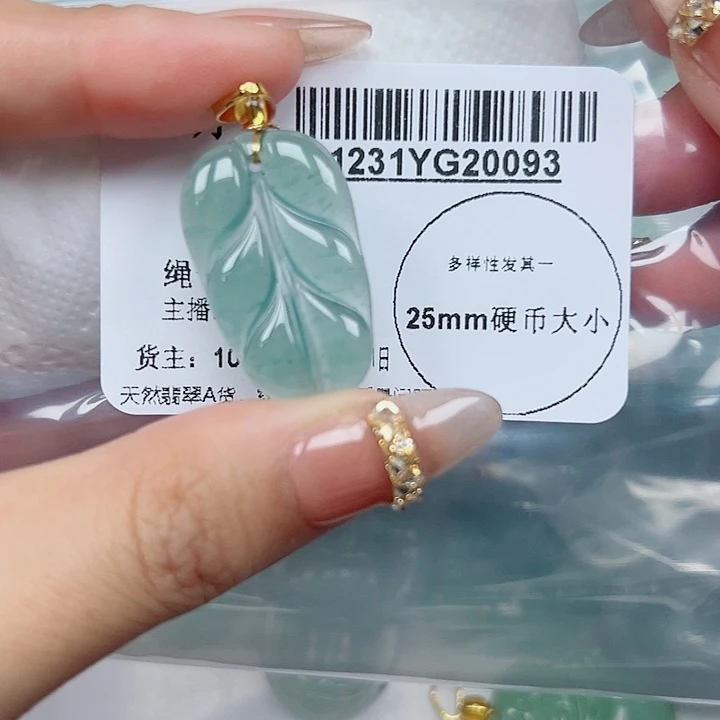 1231YG20093
绳
多样性发其一
主播
25mm硬币大小
货主：10
旧
天然翡翠A货